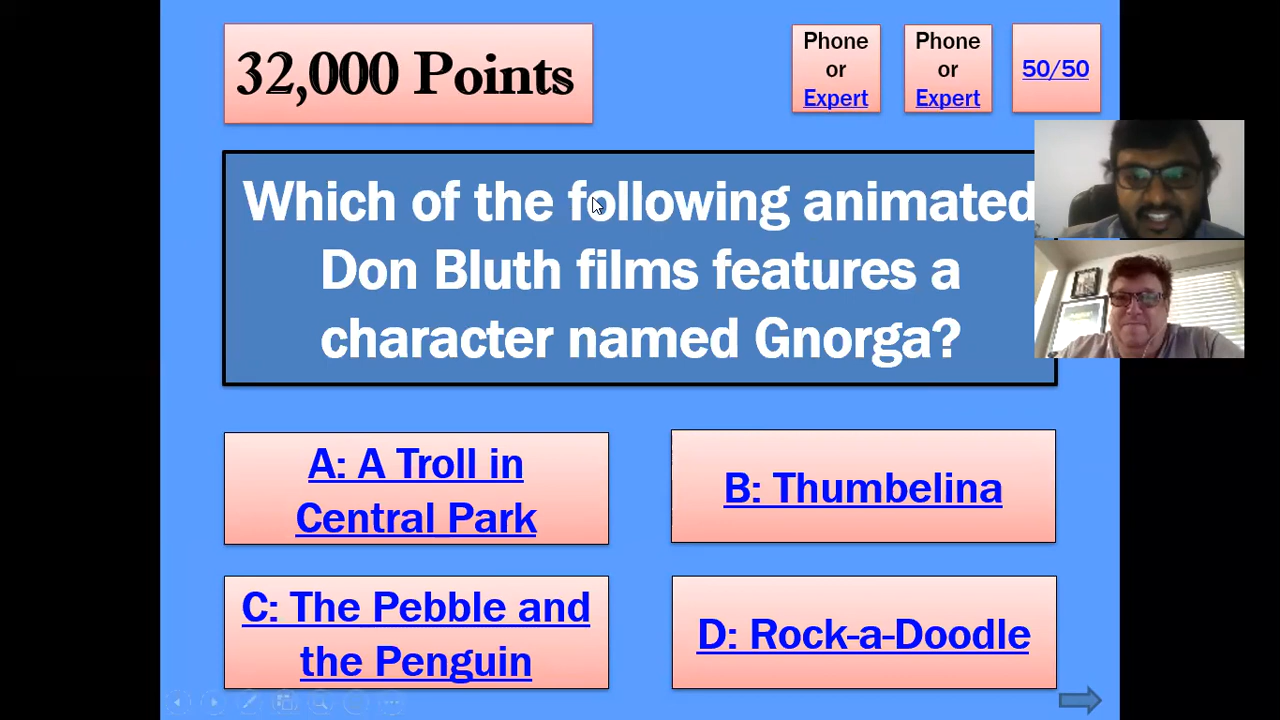 32,000 Points
Phone
or
Expert
Phone
or
Expert
50/50
Which of the following animated
Don Bluth films features a
character named Gnorga?
A: A Troll in
Central Park
B: Thumbelina
C: The Pebble and
the Penguin
D: Rock-a-Doodle